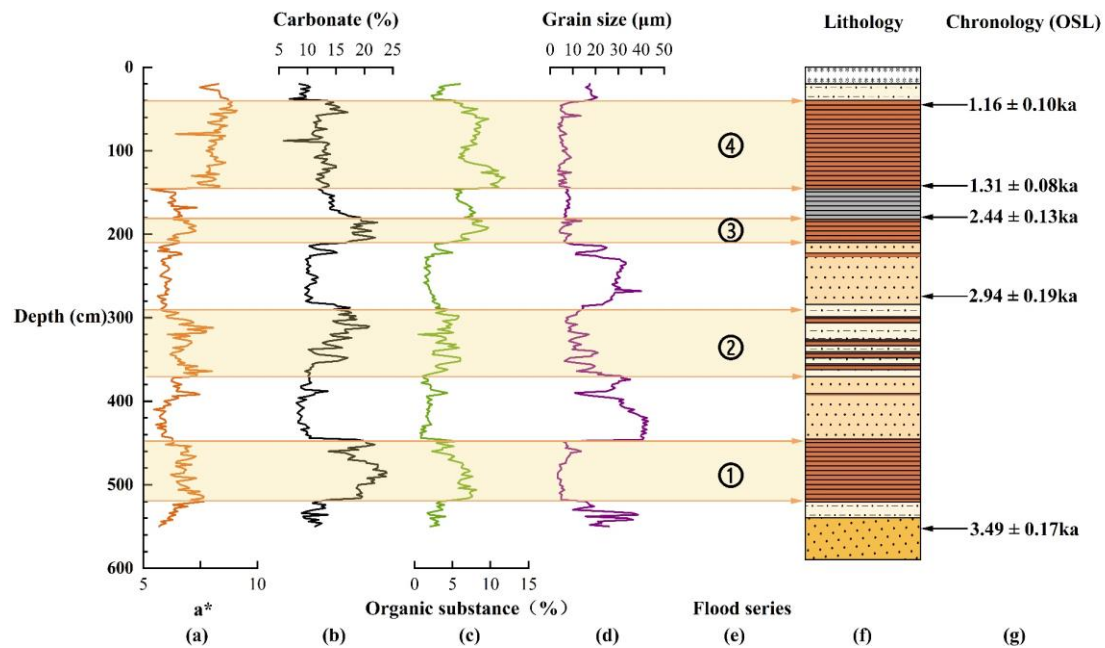 Carbonate (%)
Grain size (μm)
Lithology
Chronology (OSL)
5 10 15 20 25
0 10 20 30 40 50
0
1.16 ± 0.10ka
100
④
1.31 ± 0.08ka
2.44 ± 0.13ka
200
③
2.94 ± 0.19ka
Depth (cm)
300
②
400
①
500
3.49 ± 0.17ka
600
5 10
0 5 10 15
a*
Organic substance（%）
Flood series
(a) (b) (c) (d) (e) (f) (g)